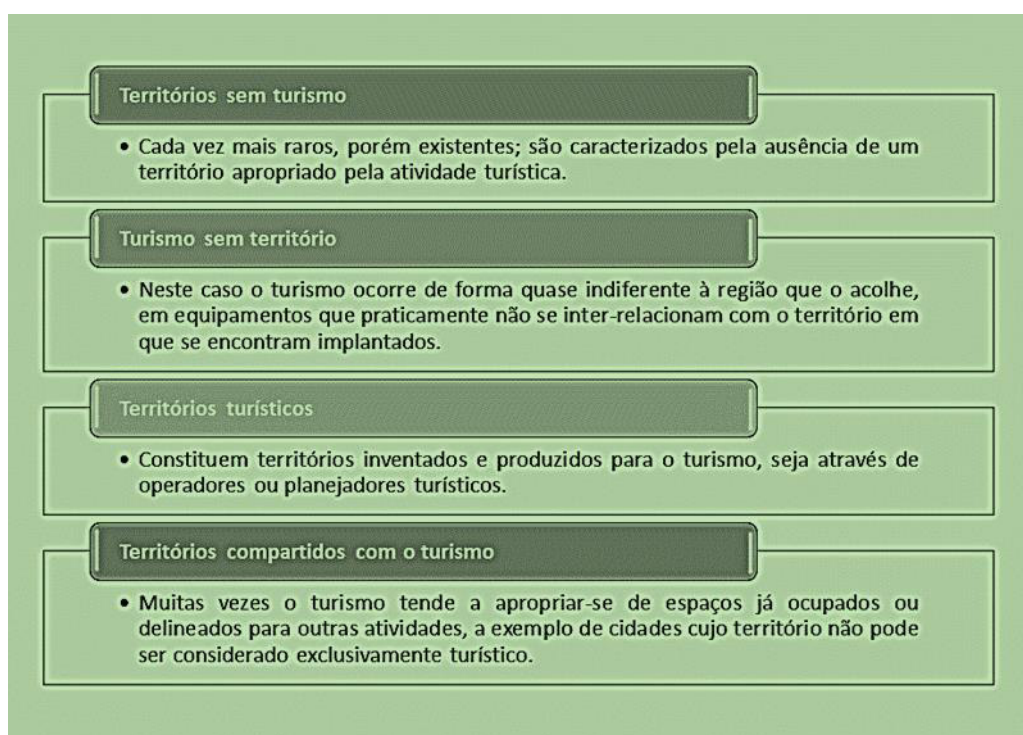 Territórios sem turismo
• Cada vez mais raros, porém existentes; são caracterizados pela ausência de um
território apropriado pela atividade turística.
Turismo sem território
• Neste caso o turismo ocorre de forma quase indiferente à região que o acolhe,
em equipamentos que praticamente não se inter-relacionam com o território em
que se encontram implantados.
Territórios turísticos
• Constituem territórios inventados e produzidos para o turismo, seja através de
operadores ou planejadores turísticos.
Territórios compartidos com o turismo
• Muitas vezes o turismo tende a apropriar-se de espaços já ocupados ou
delineados para outras atividades, a exemplo de cidades cujo território não pode
ser considerado exclusivamente turístico.